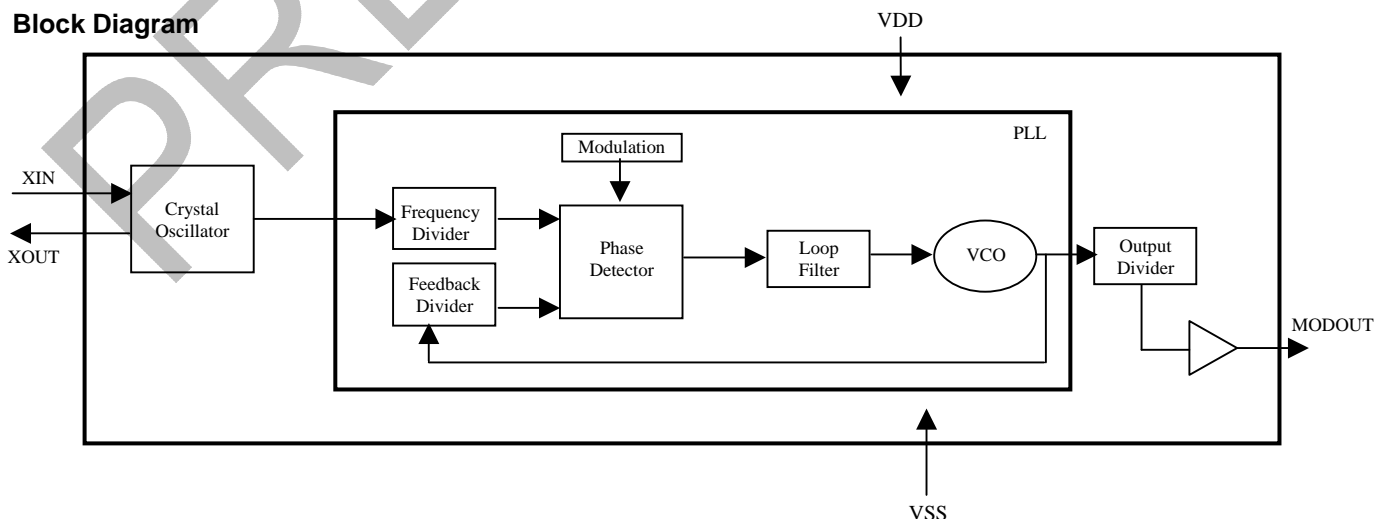 Block Diagram
VDD
PLL
Modulation
XIN
XOUT
Crystal
Oscillator
Frequency
Divider
Feedback
Divider
Phase
Detector
Loop
Filter
VCO
Output
Divider
MODOUT
VSS